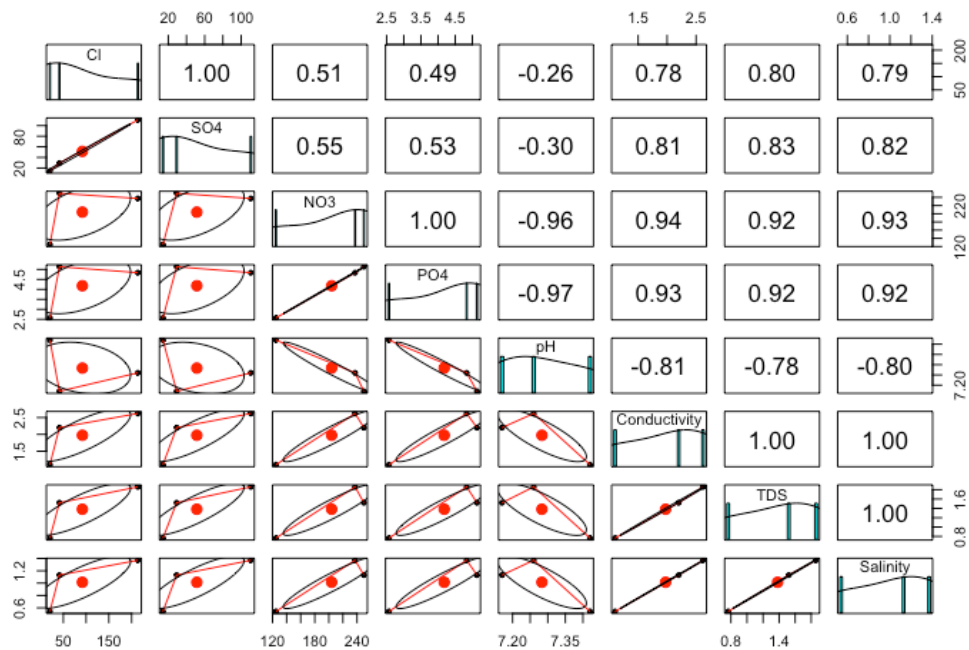 20 60 100 2.5 3.5 4.5 1.5 2.5 0.6 1.0 1.4
Cl 1.00 0.51 0.49 -0.26 0.78 0.80 0.79 50 200
20 80 SO4 0.55 0.53 -0.30 0.81 0.83 0.82
NO3 1.00 -0.96 0.94 0.92 0.93 120 220
2.5 4.5 PO4 -0.97 0.93 0.92 0.92
pH -0.81 -0.78 -0.80 7.20
1.5 2.5 Conductivity 1.00 1.00
TDS 1.00 0.8 1.6
0.6 1.2 Salinity
50 150 120 180 240 7.20 7.35 0.8 1.4